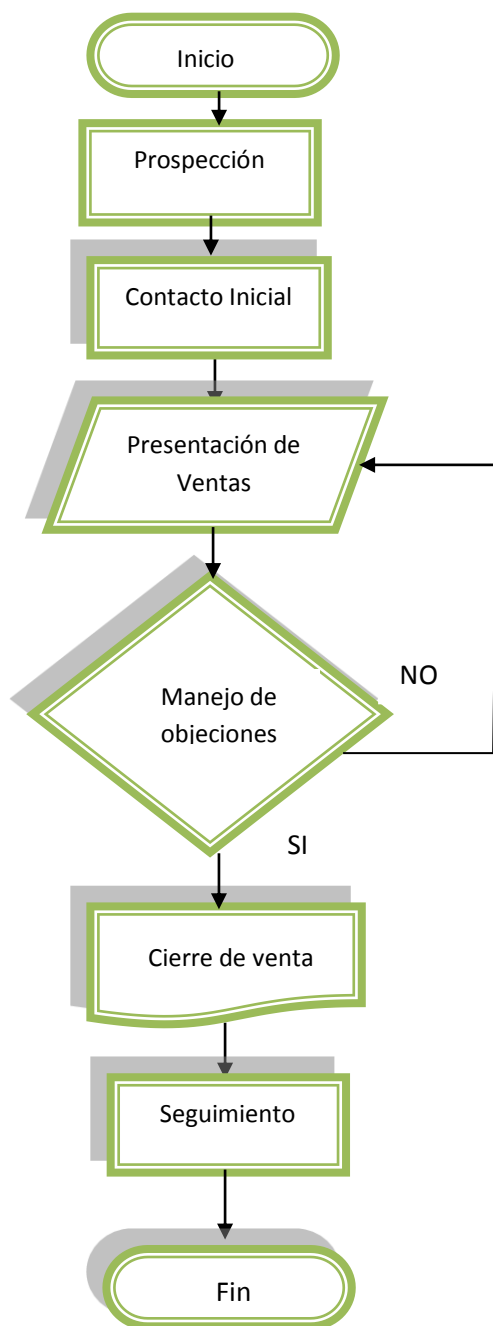 Inicio
Prospección
Contacto Inicial
Presentación de
Ventas
Manejo de
objeciones
NO
SI
Cierre de venta
Seguimiento
Fin